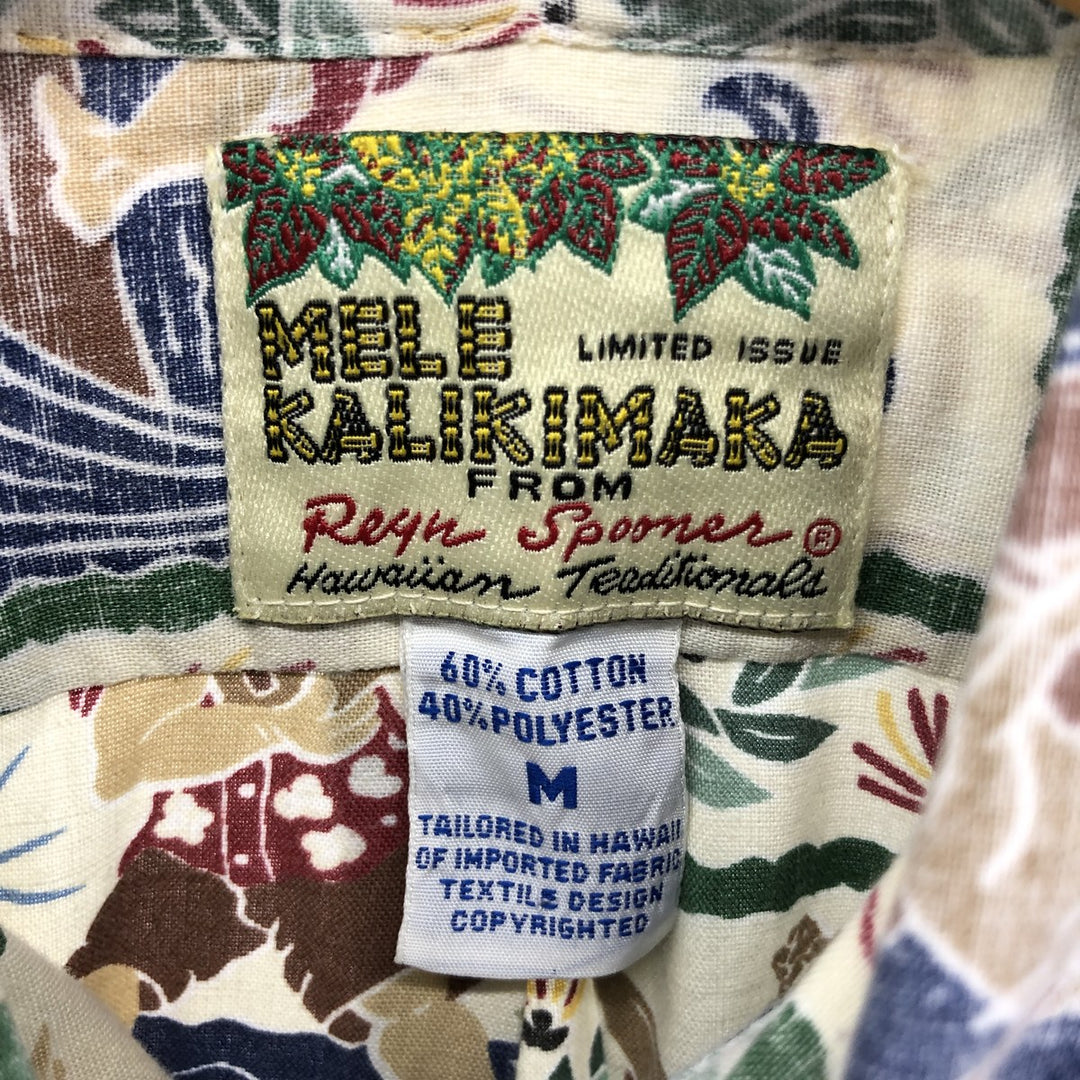 MELE
LIMITED ISSUE
KALIKIMAKA
FROM
Reyn Spooner ®
Hawaiian Traditionals
60% COTTON
40% POLYESTER
M
TAILORED IN HAWAII
OF IMPORTED FABRIC
TEXTILE DESIGN
COPYRIGHTED